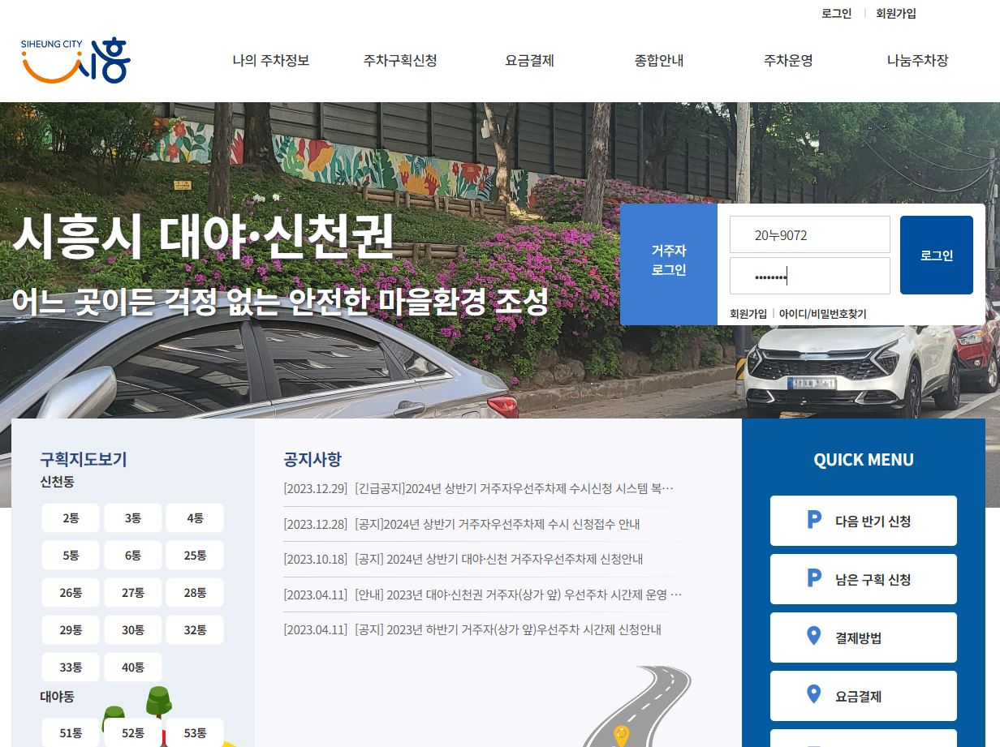 로그인
회원가입
SIHEUNG CITY
시흥
나의 주차정보
주차구획신청
요금결제
종합안내
주차운영
나눔주차장
시흥시 대야·신천권
어느 곳이든 걱정 없는 안전한 마을환경 조성
거주자
로그인
20누9072
••••••••
로그인
회원가입
아이디/비밀번호찾기
구획지도보기
신천동
2통 3통 4통
5통 6통 25통
26통 27통 28통
29통 30통 32통
33통 40통
대야동
51통 52통 53통
공지사항
[2023.12.29] [긴급공지]2024년 상반기 거주자우선주차제 수시신청 시스템 복…
[2023.12.28] [공지]2024년 상반기 거주자우선주차제 수시 신청접수 안내
[2023.10.18] [공지] 2024년 상반기 대야·신천 거주자우선주차제 신청안내
[2023.04.11] [안내] 2023년 대야·신천권 거주자(상가 앞) 우선주차 시간제 운영 …
[2023.04.11] [공지] 2023년 하반기 거주자(상가 앞)우선주차 시간제 신청안내
QUICK MENU
P 다음 반기 신청
P 남은 구획 신청
결제방법
요금결제